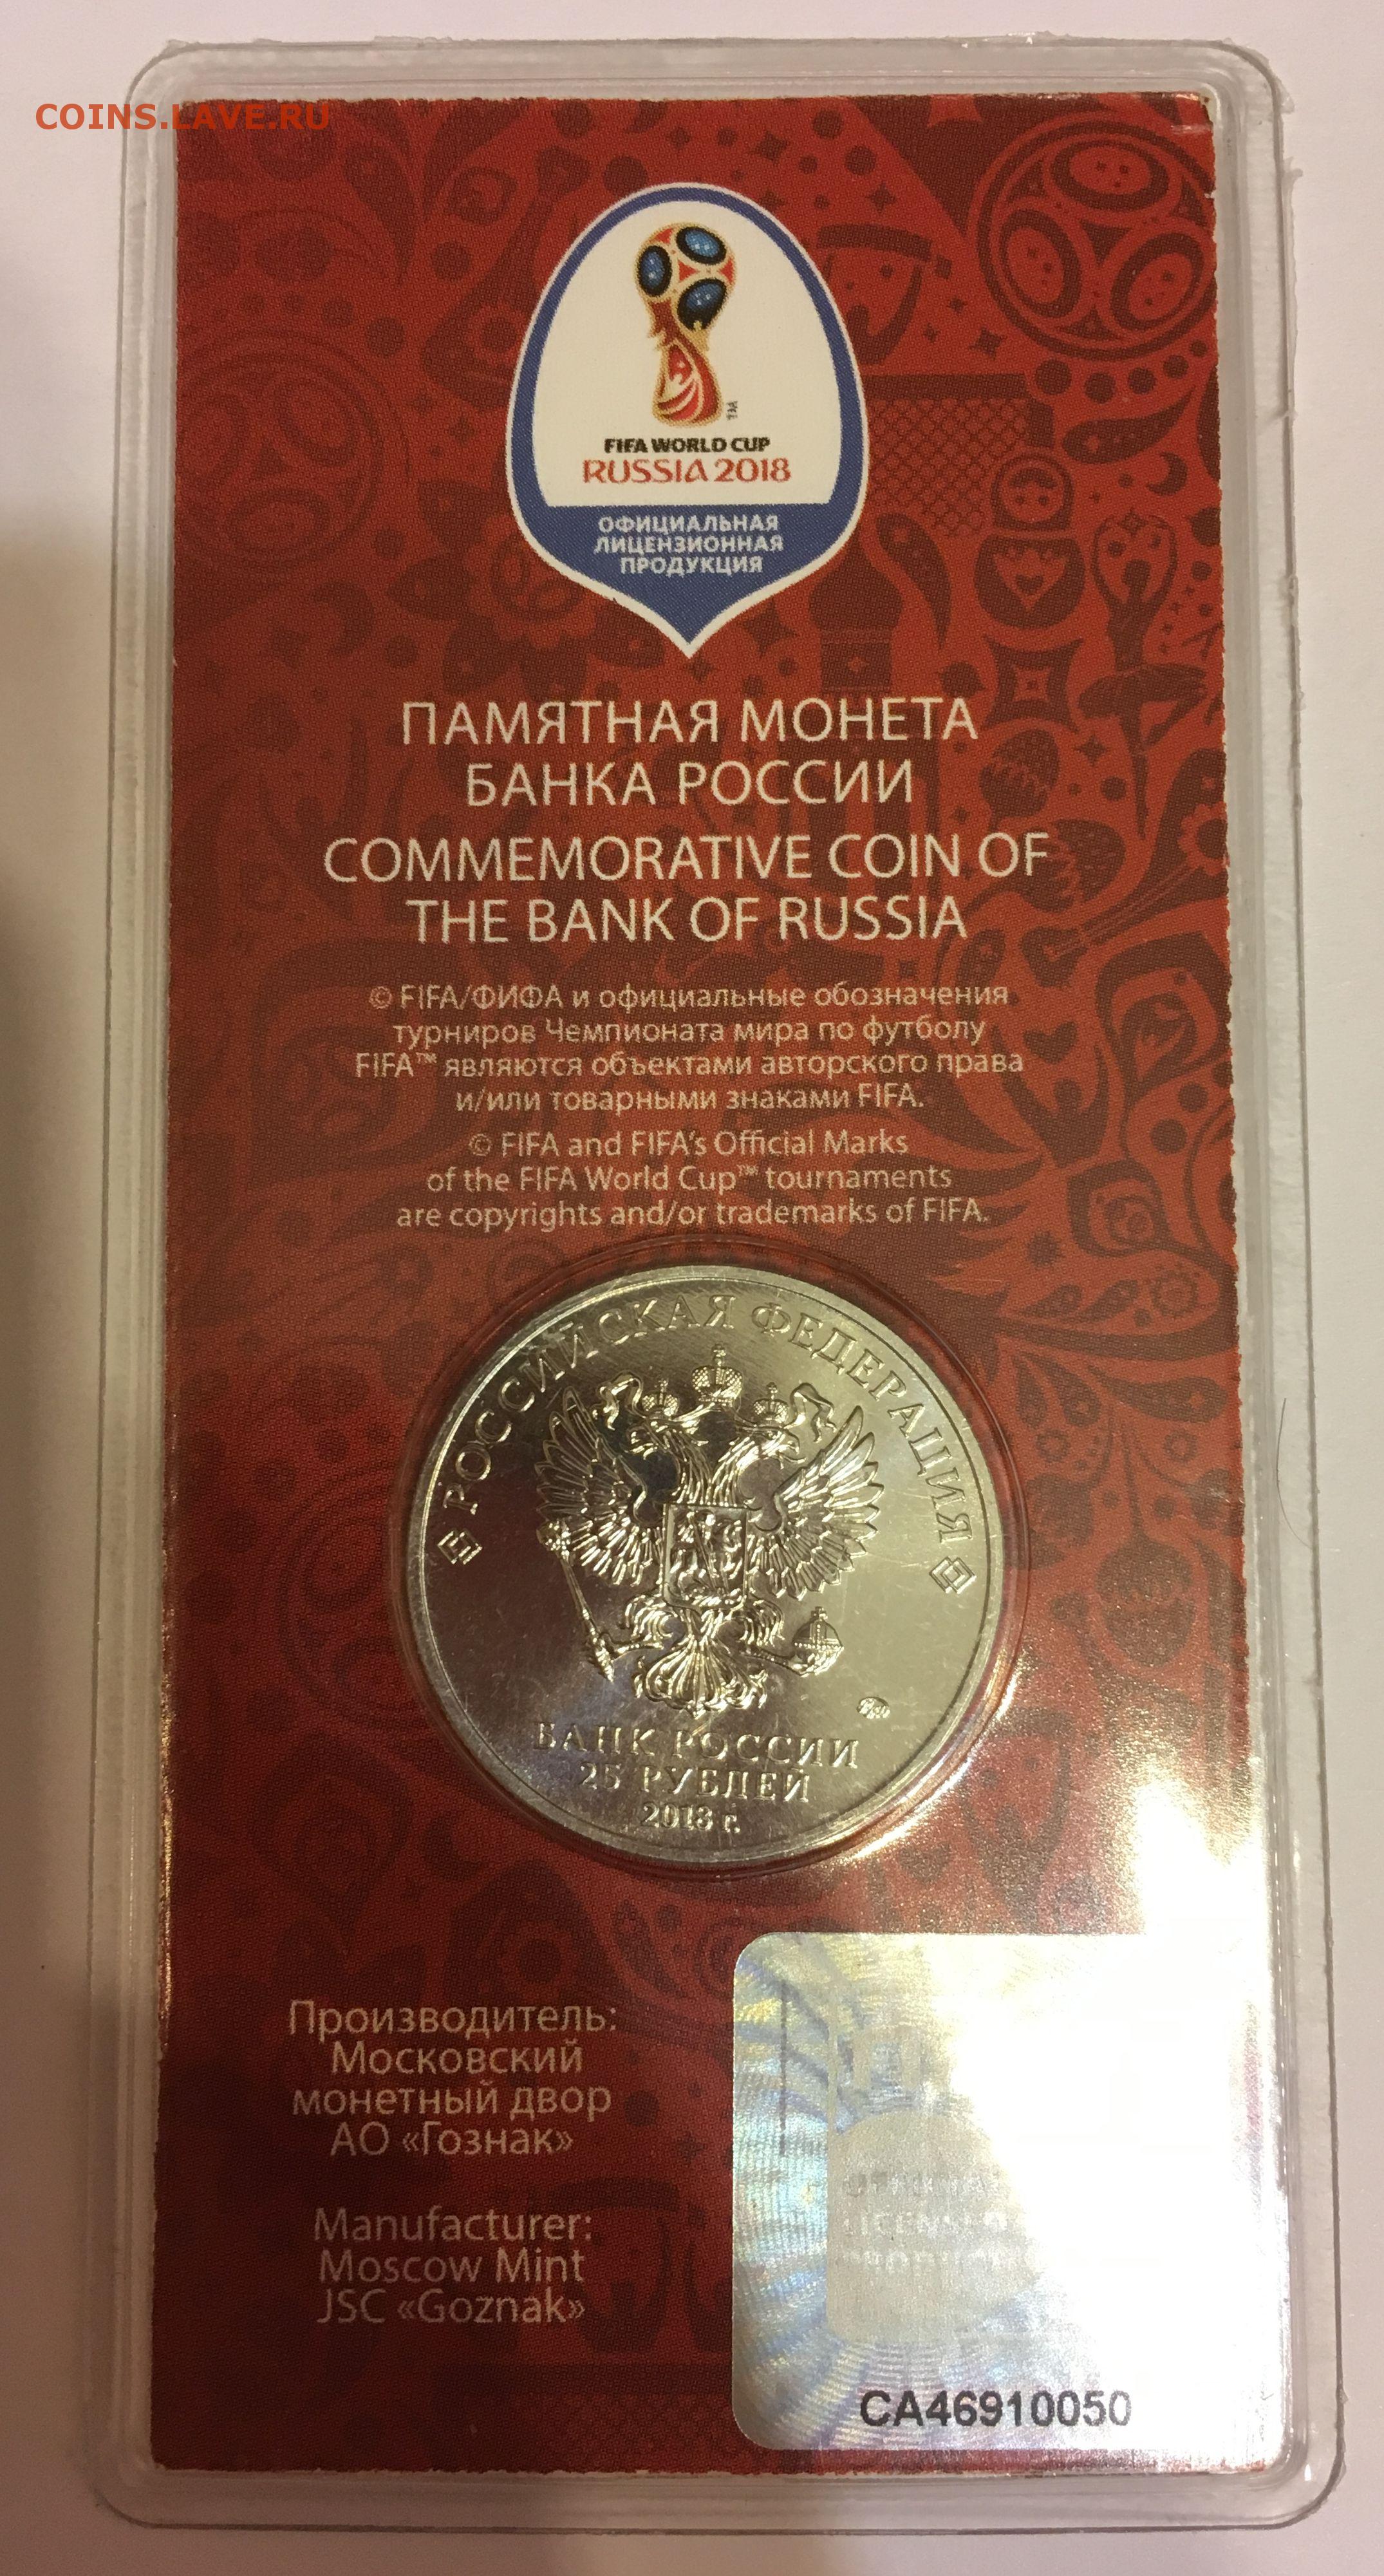 COINS.LAVE.RU
FIFA WORLD CUP
RUSSIA 2018
ОФИЦИАЛЬНАЯ
ЛИЦЕНЗИОННАЯ
ПРОДУКЦИЯ
ПАМЯТНАЯ МОНЕТА
БАНКА РОССИИ
COMMEMORATIVE COIN OF
THE BANK OF RUSSIA
© FIFA/ФИФА и официальные обозначения
турниров Чемпионата мира по футболу
FIFA™ являются объектами авторского права
и/или товарными знаками FIFA.
© FIFA and FIFA's Official Marks
of the FIFA World Cup™ tournaments
are copyrights and/or trademarks of FIFA.
РОССИЙСКАЯ ФЕДЕРАЦИЯ
БАНК РОССИИ
25 РУБЛЕЙ
2018 г.
Производитель:
Московский
монетный двор
АО «Гознак»
Manufacturer:
Moscow Mint
JSC «Goznak»
CA46910050